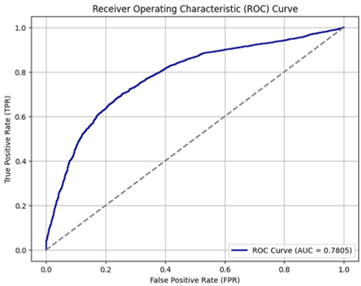 Receiver Operating Characteristic (ROC) Curve
True Positive Rate (TPR)
1.0
0.8
0.6
0.4
0.2
0.0
0.0 0.2 0.4 0.6 0.8 1.0
False Positive Rate (FPR)
ROC Curve (AUC = 0.7805)